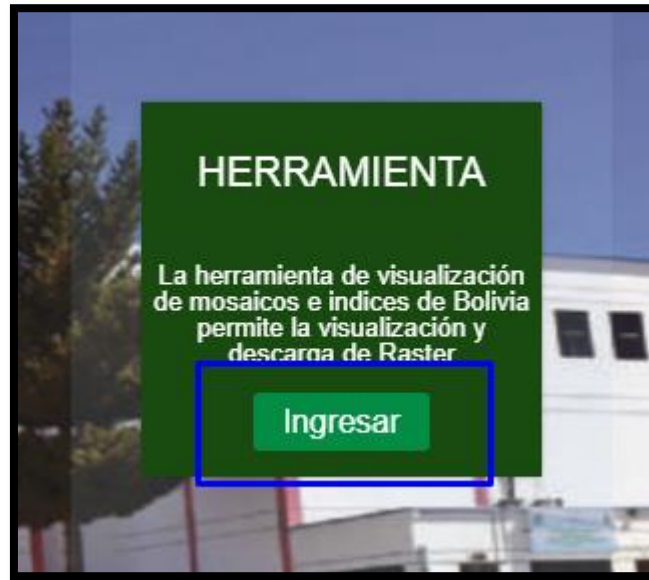 HERRAMIENTA
La herramienta de visualización
de mosaicos e indices de Bolivia
permite la visualización y
descarga de Raster
Ingresar